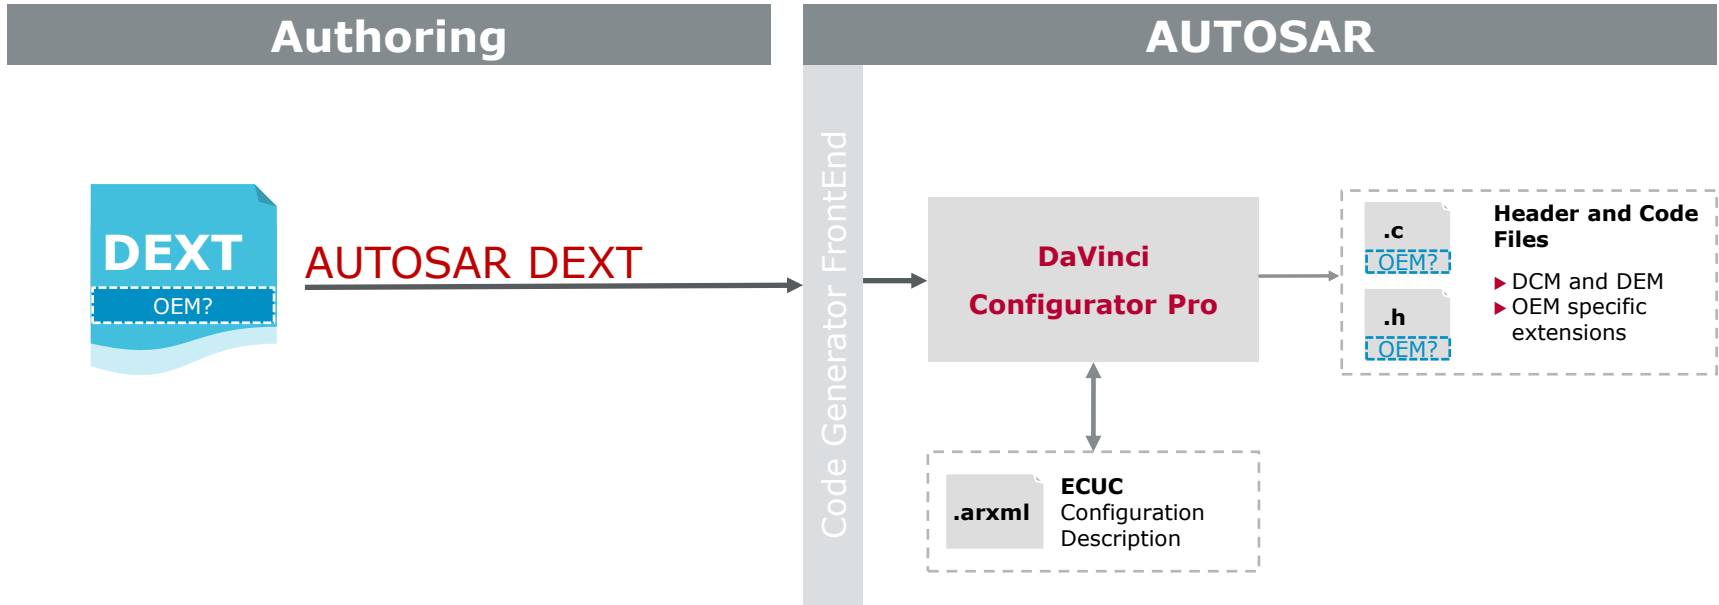 Authoring
AUTOSAR
DEXT
OEM?
AUTOSAR DEXT
Code Generator FrontEnd
DaVinci
Configurator Pro
.c
OEM?
.h
OEM?
Header and Code
Files
DCM and DEM
OEM specific
extensions
.arxml
ECUC
Configuration
Description